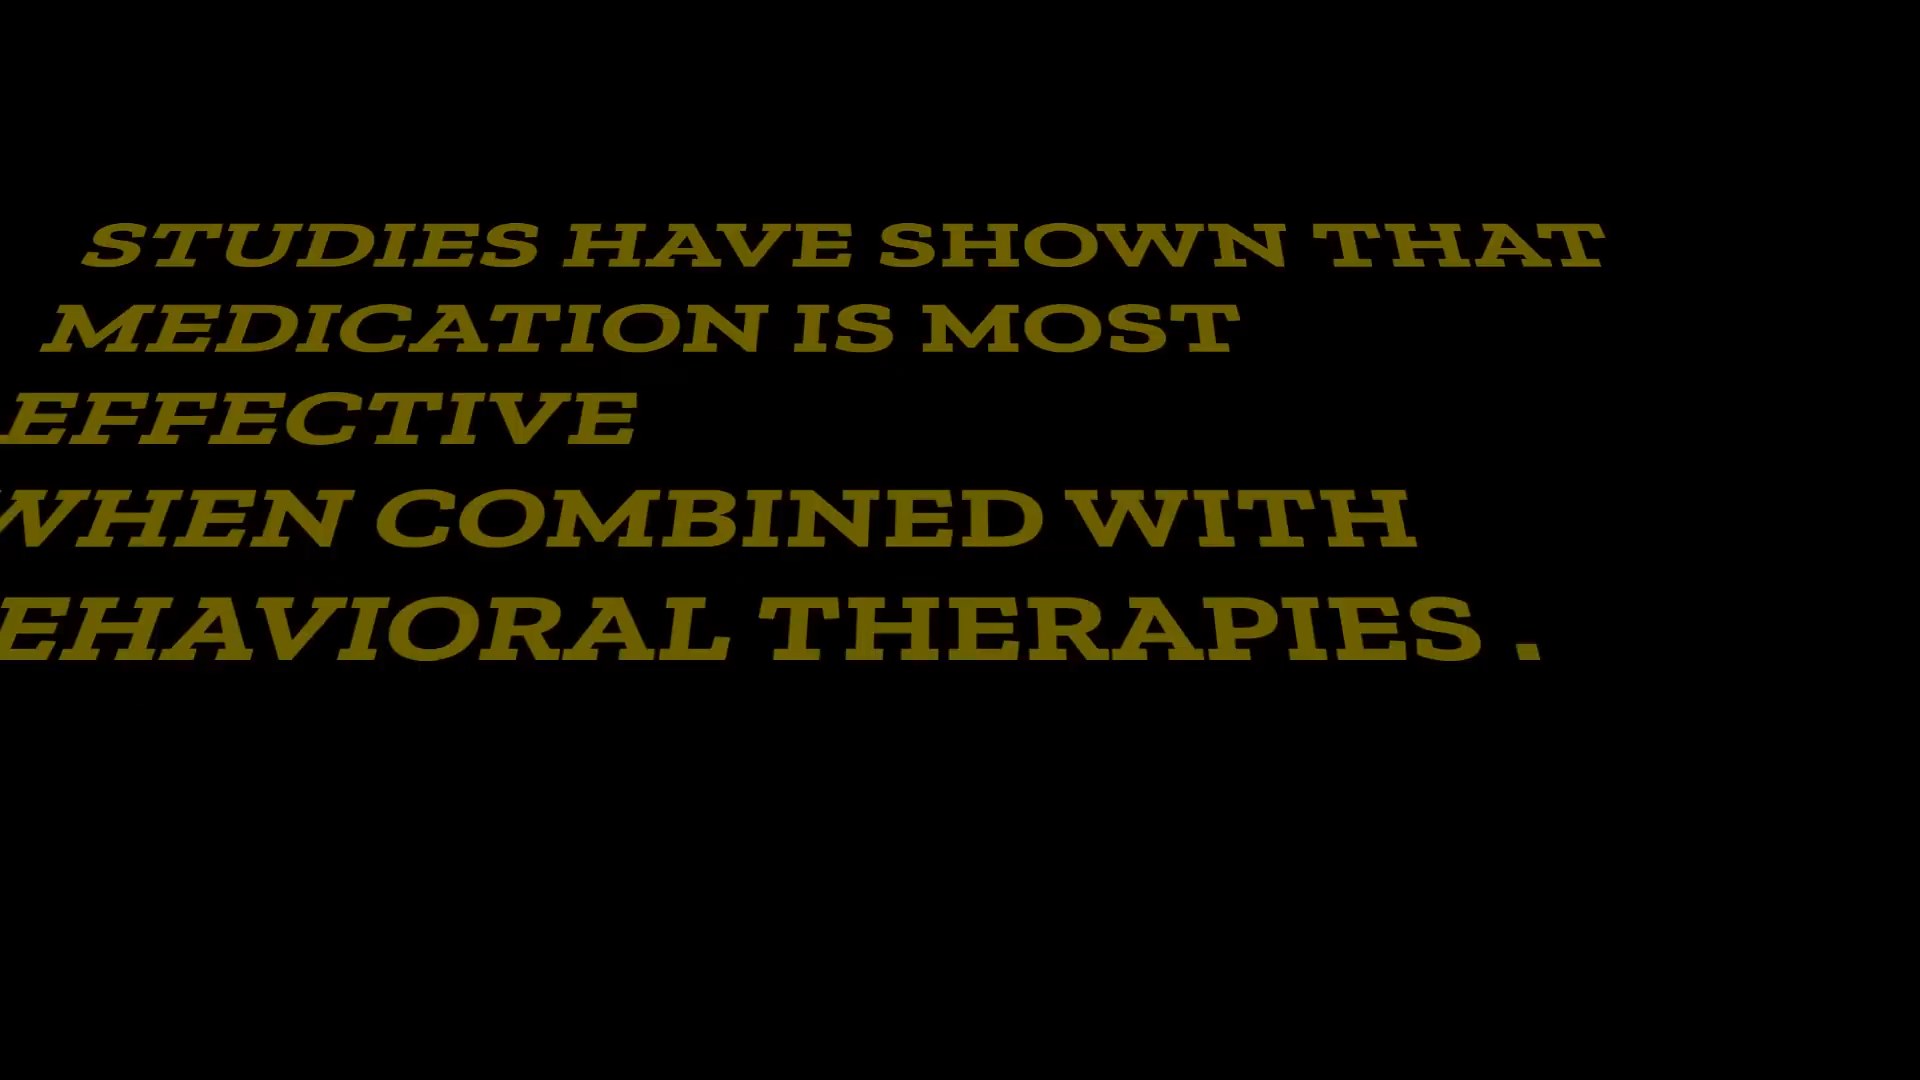 STUDIES HAVE SHOWN THAT
MEDICATION IS MOST
EFFECTIVE
WHEN COMBINED WITH
EHAVIORAL THERAPIES .